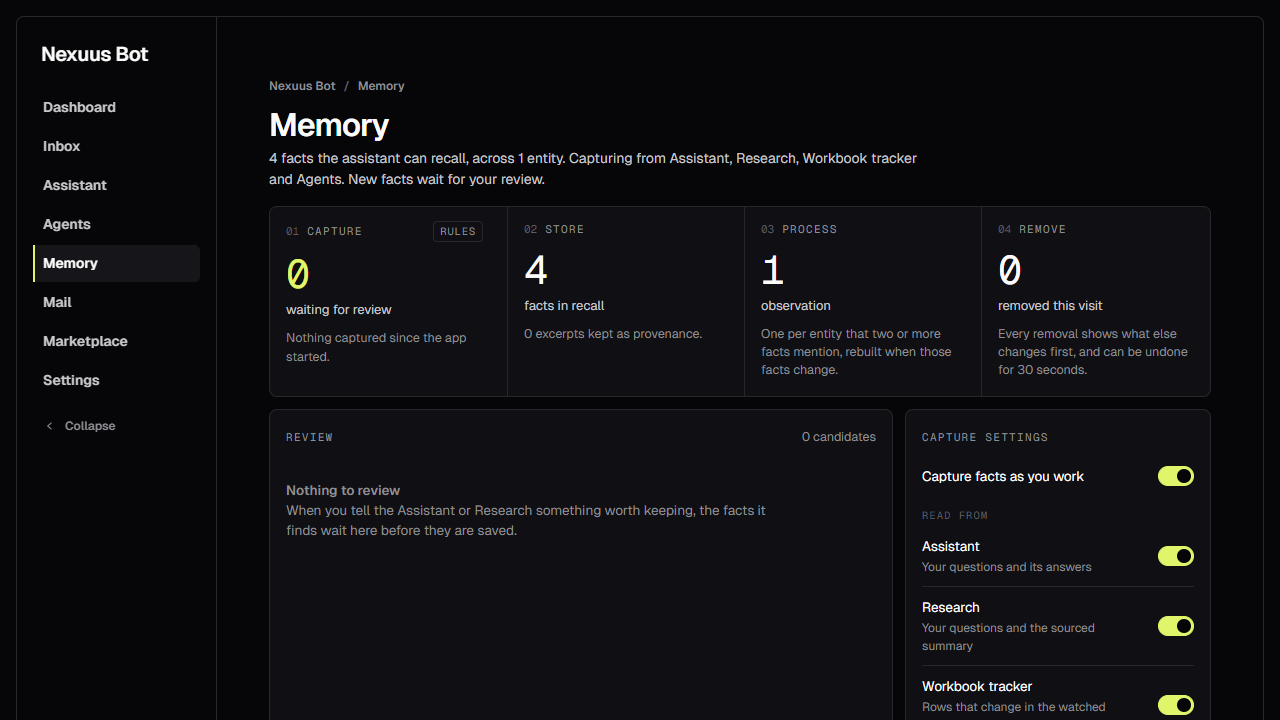 Nexuus Bot
Dashboard
Inbox
Assistant
Agents
Memory
Mail
Marketplace
Settings
Collapse
Nexuus Bot / Memory
Memory
4 facts the assistant can recall, across 1 entity. Capturing from Assistant, Research, Workbook tracker
and Agents. New facts wait for your review.
01 CAPTURE RULES
0
waiting for review
Nothing captured since the app
started.
02 STORE
4
facts in recall
0 excerpts kept as provenance.
03 PROCESS
1
observation
One per entity that two or more
facts mention, rebuilt when those
facts change.
04 REMOVE
0
removed this visit
Every removal shows what else
changes first, and can be undone
for 30 seconds.
REVIEW 0 candidates
Nothing to review
When you tell the Assistant or Research something worth keeping, the facts it
finds wait here before they are saved.
CAPTURE SETTINGS
Capture facts as you work
READ FROM
Assistant
Your questions and its answers
Research
Your questions and the sourced
summary
Workbook tracker
Rows that change in the watched